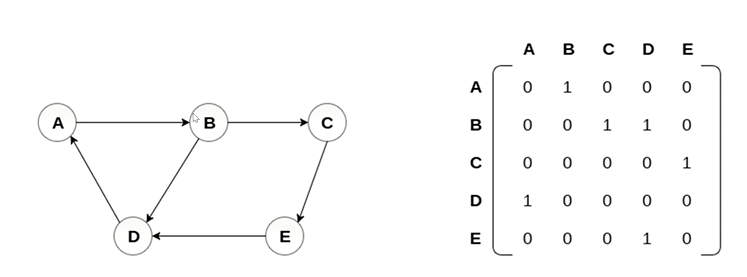 A B C
D E
A B C D E
A 0 1 0 0 0
B 0 0 1 1 0
C 0 0 0 0 1
D 1 0 0 0 0
E 0 0 0 1 0